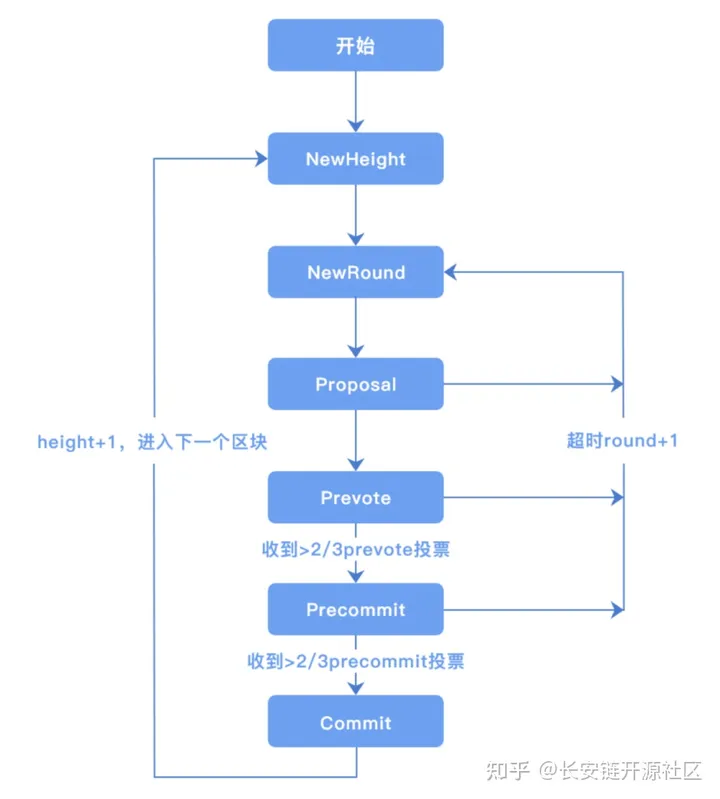 开始
NewHeight
NewRound
Proposal
height+1，进入下一个区块
超时round+1
Prevote
收到>2/3prevote投票
Precommit
收到>2/3precommit投票
Commit
知乎 @长安链开源社区